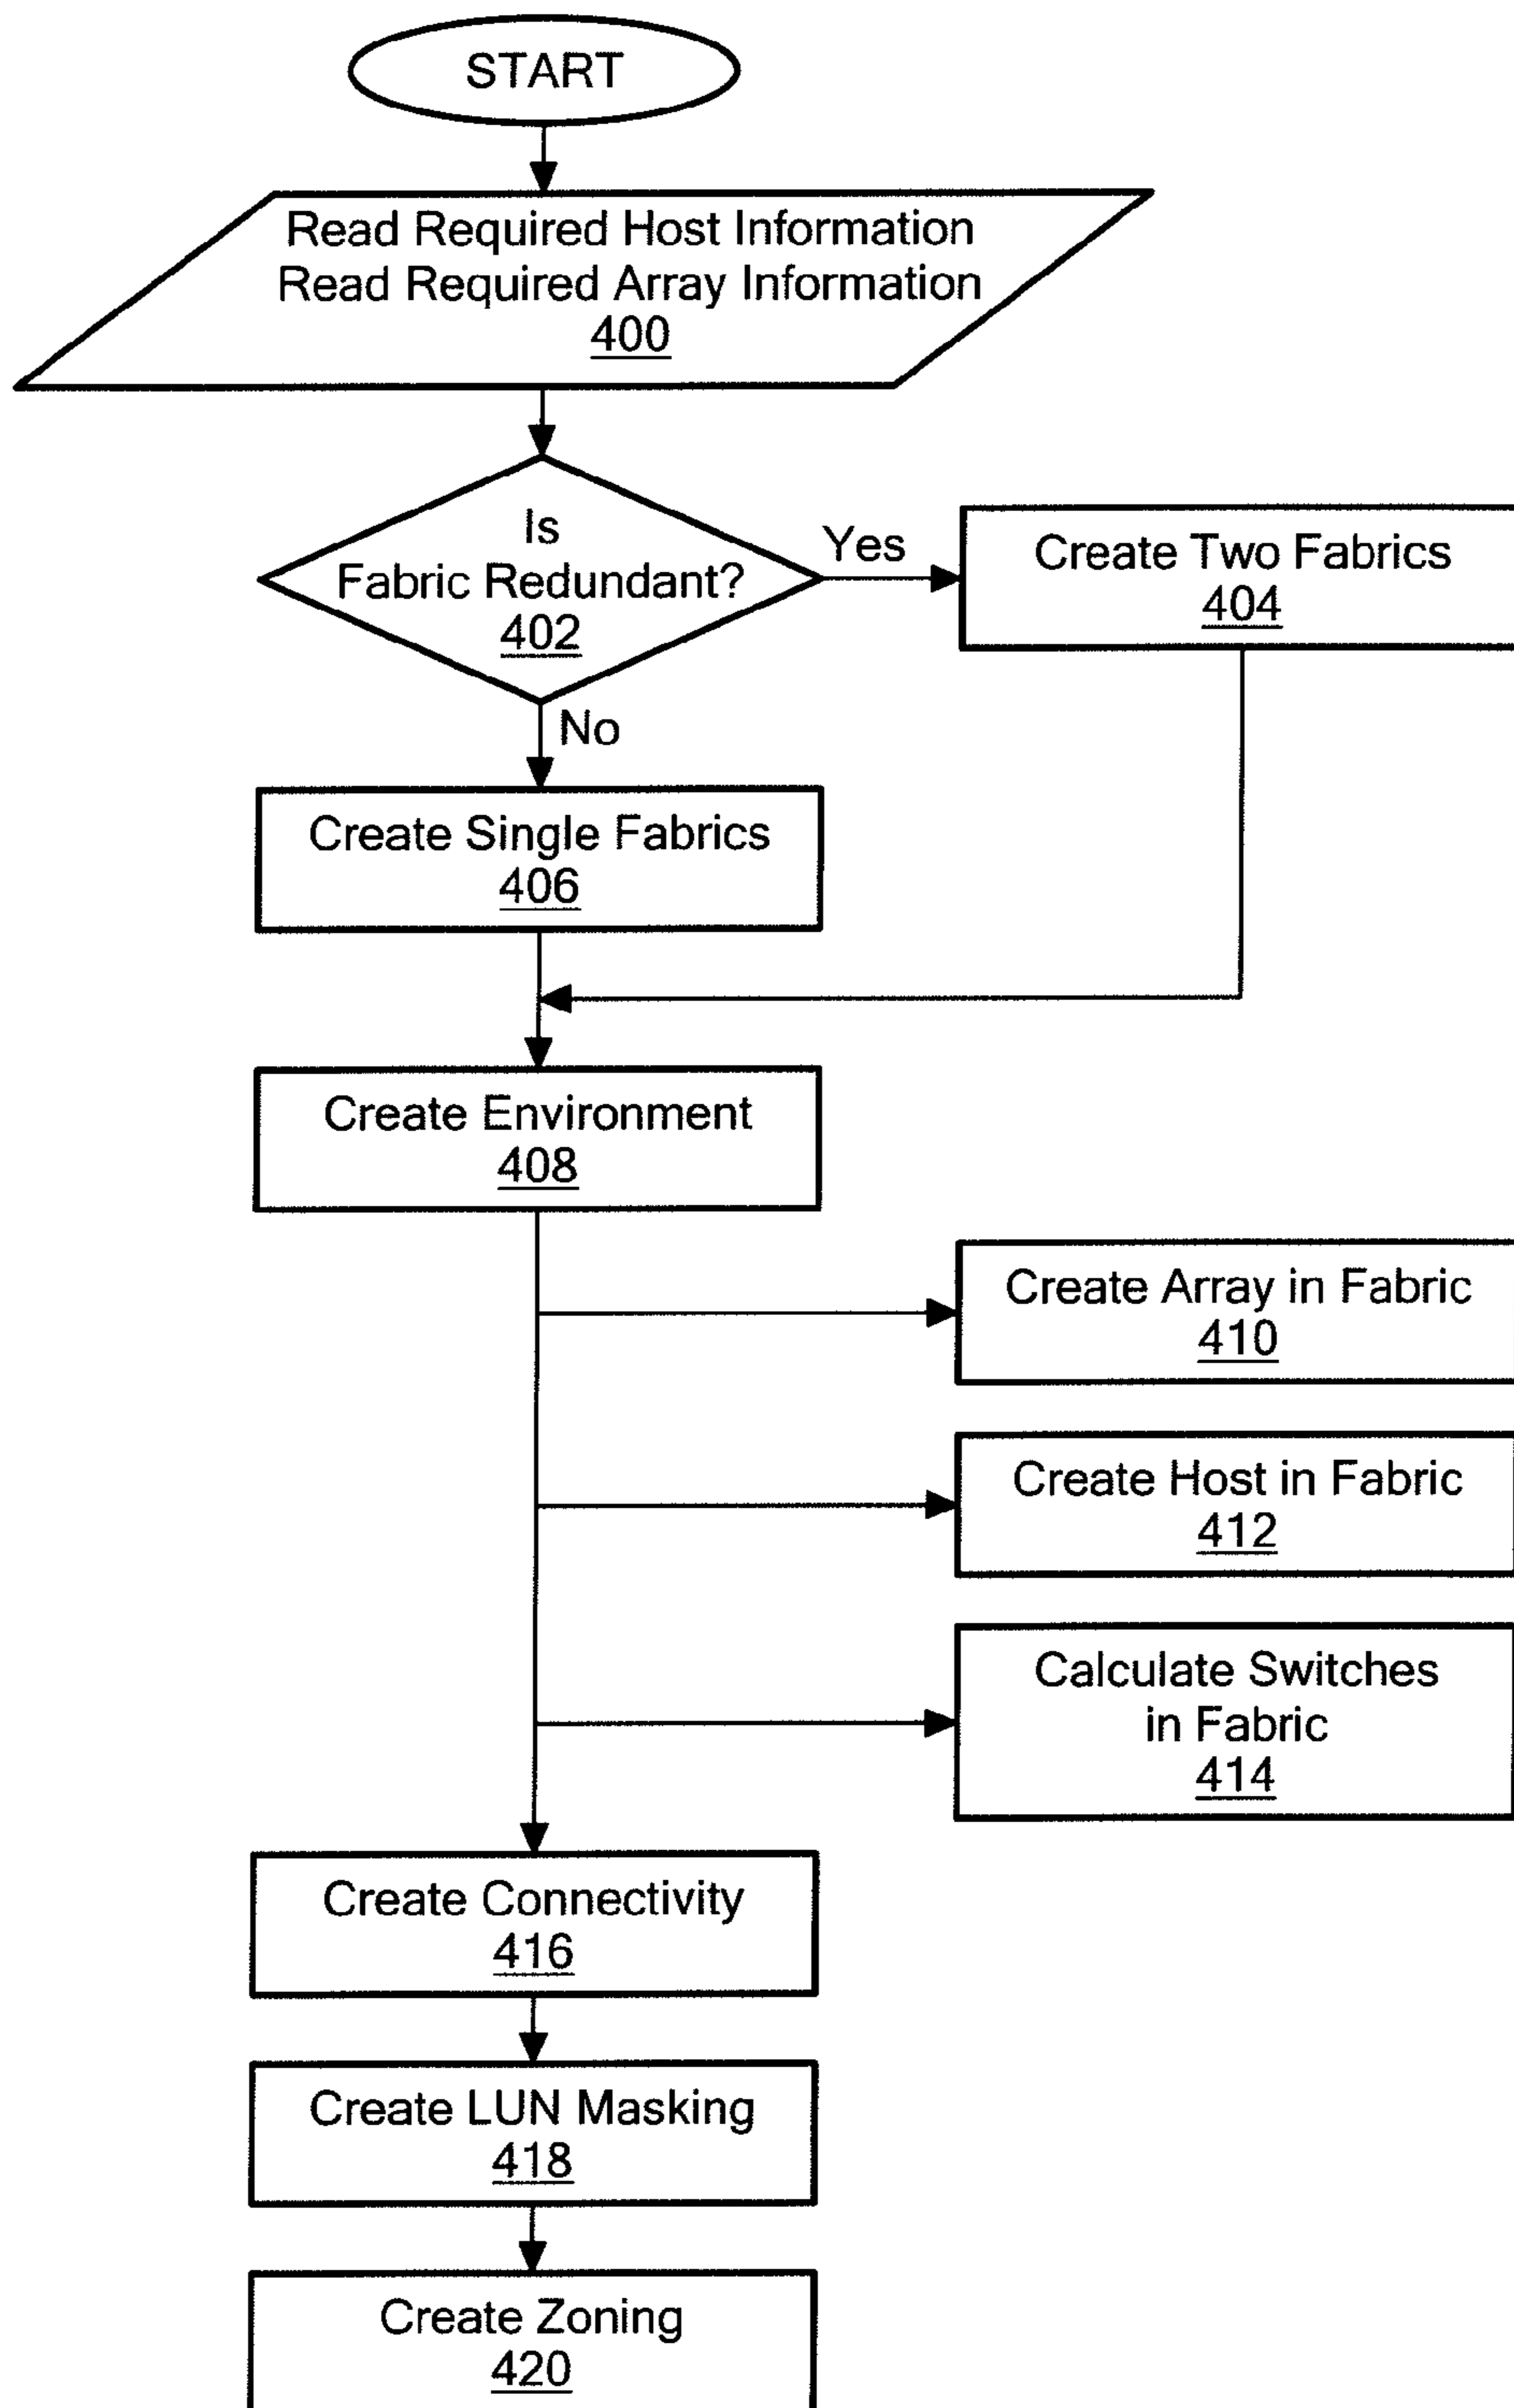 START
Read Required Host Information
Read Required Array Information
400
Is
Fabric Redundant?
402
Yes
Create Two Fabrics
404
No
Create Single Fabrics
406
Create Environment
408
Create Array in Fabric
410
Create Host in Fabric
412
Calculate Switches
in Fabric
414
Create Connectivity
416
Create LUN Masking
418
Create Zoning
420